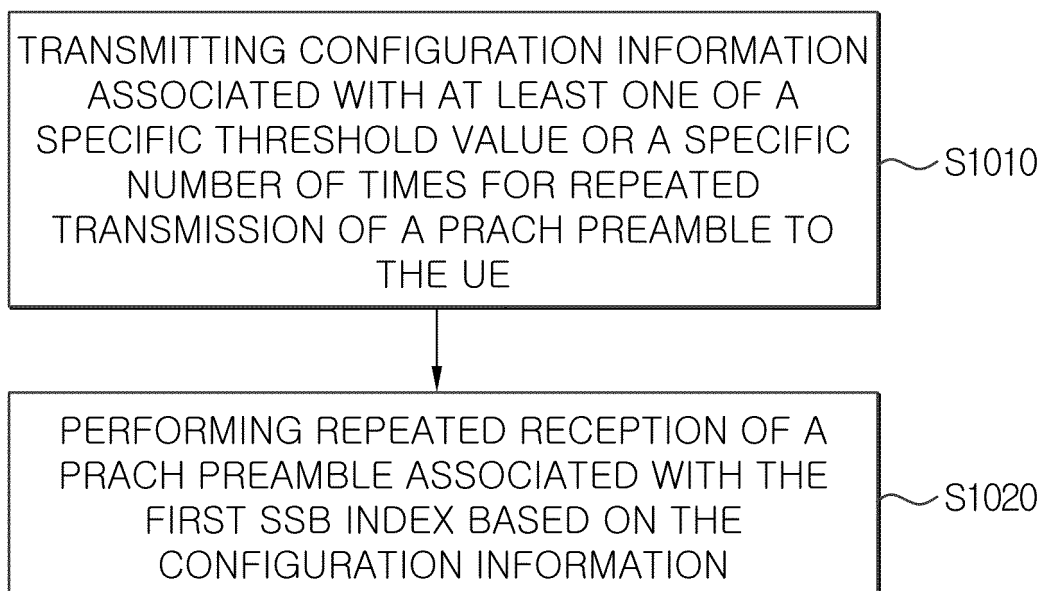 TRANSMITTING CONFIGURATION INFORMATION
ASSOCIATED WITH AT LEAST ONE OF A
SPECIFIC THRESHOLD VALUE OR A SPECIFIC
NUMBER OF TIMES FOR REPEATED
TRANSMISSION OF A PRACH PREAMBLE TO
THE UE
S1010
PERFORMING REPEATED RECEPTION OF A
PRACH PREAMBLE ASSOCIATED WITH THE
FIRST SSB INDEX BASED ON THE
CONFIGURATION INFORMATION
S1020